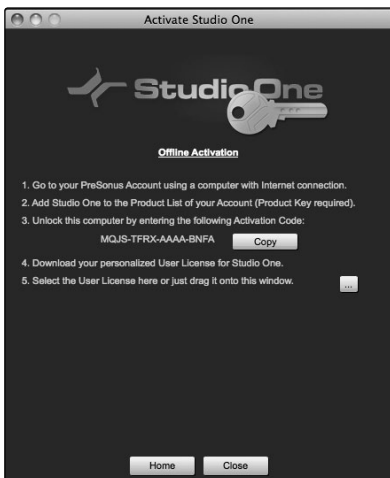 Activate Studio One
Studio One
Offline Activation
1. Go to your PreSonus Account using a computer with Internet connection.
2. Add Studio One to the Product List of your Account (Product Key required).
3. Unlock this computer by entering the following Activation Code:
MQJS-TFRX-AAAA-BNFA Copy
4. Download your personalized User License for Studio One.
5. Select the User License here or just drag it onto this window. ...
Home Close